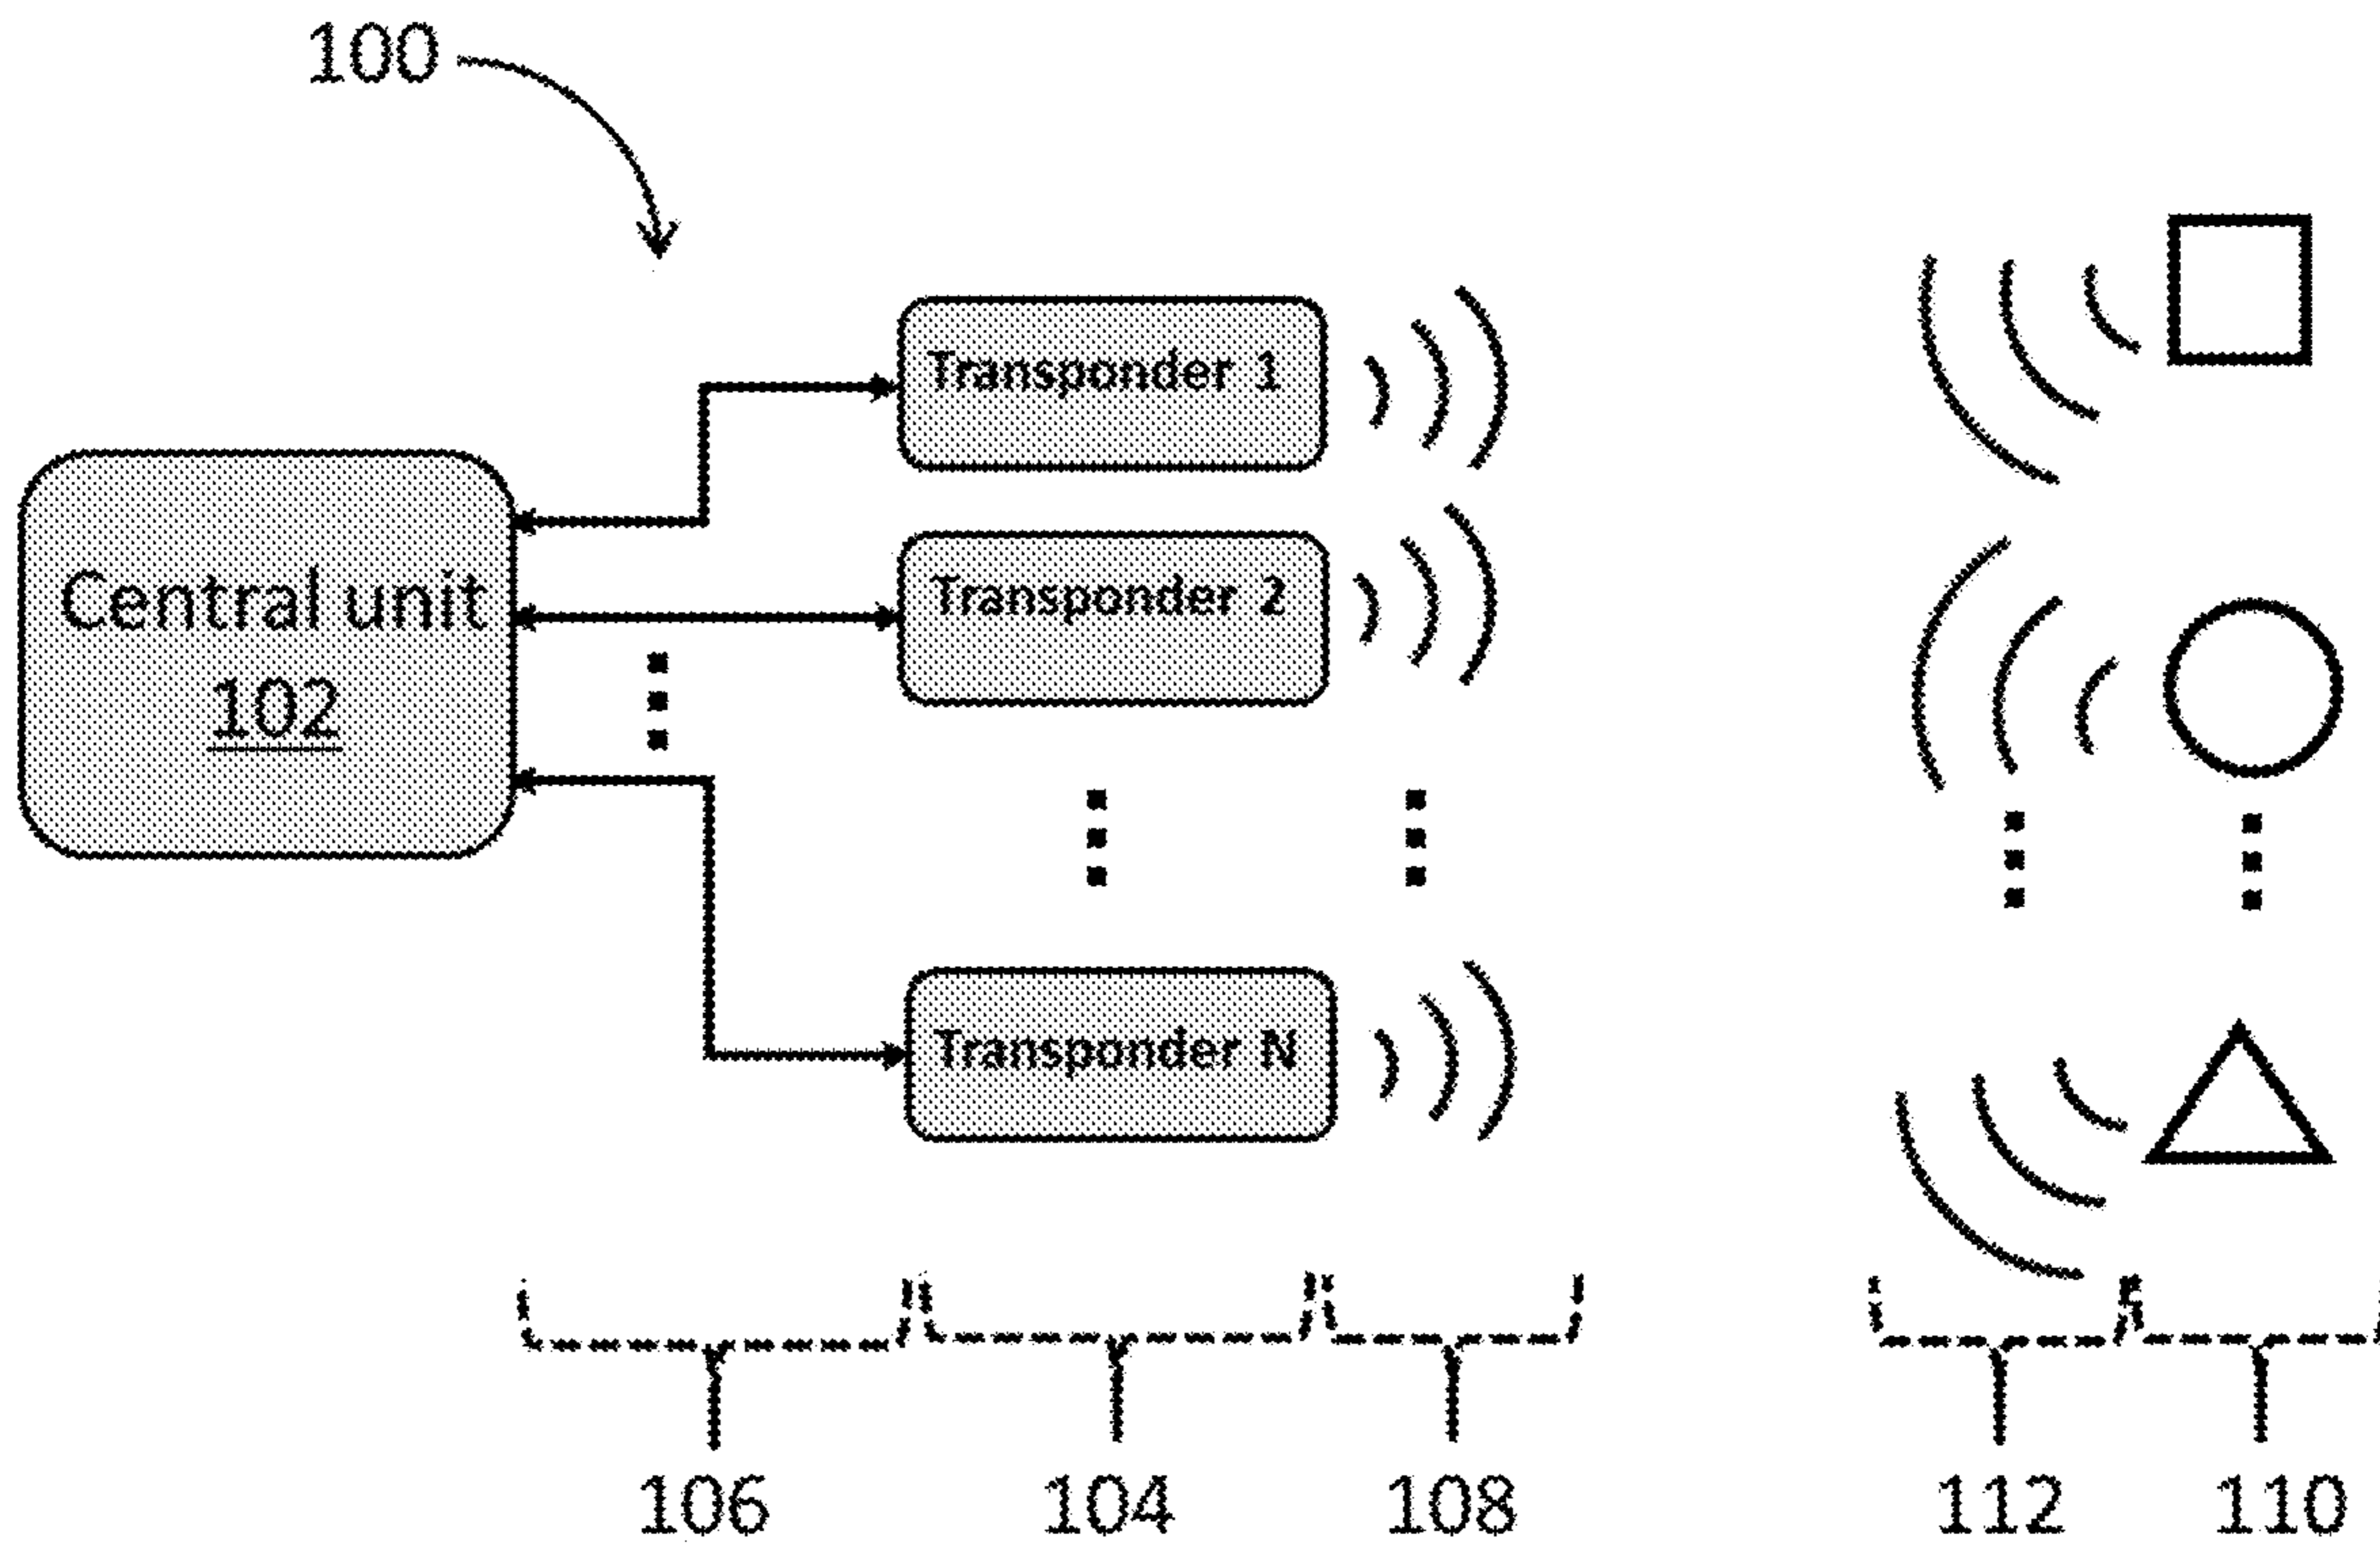 100
Transponder 1
Central unit
102
Transponder 2
Transponder N
106
104
108
112
110